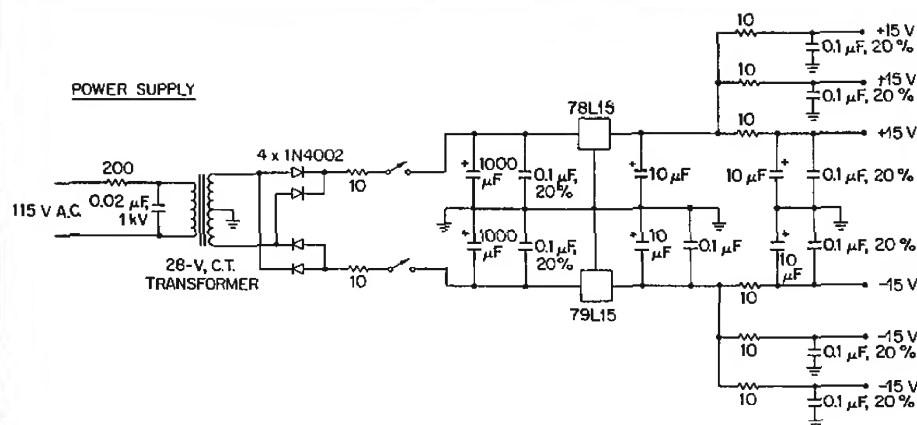 POWER SUPPLY
115 V A.C.
200
0.02 µF,
1kV
28-V, C.T.
TRANSFORMER
4 x 1N4002
10
10
1000
µF
0.1 µF,
20%
1000
µF
0.1 µF,
20%
78L15
79L15
10 µF
10
µF
0.1 µF
10
+15 V
0.1 µF, 20%
10
+15 V
0.1 µF, 20%
10
+15 V
10 µF
0.1 µF, 20%
10
µF
0.1 µF, 20%
10
-15 V
10
-15 V
0.1 µF, 20%
10
-15 V
0.1 µF, 20%